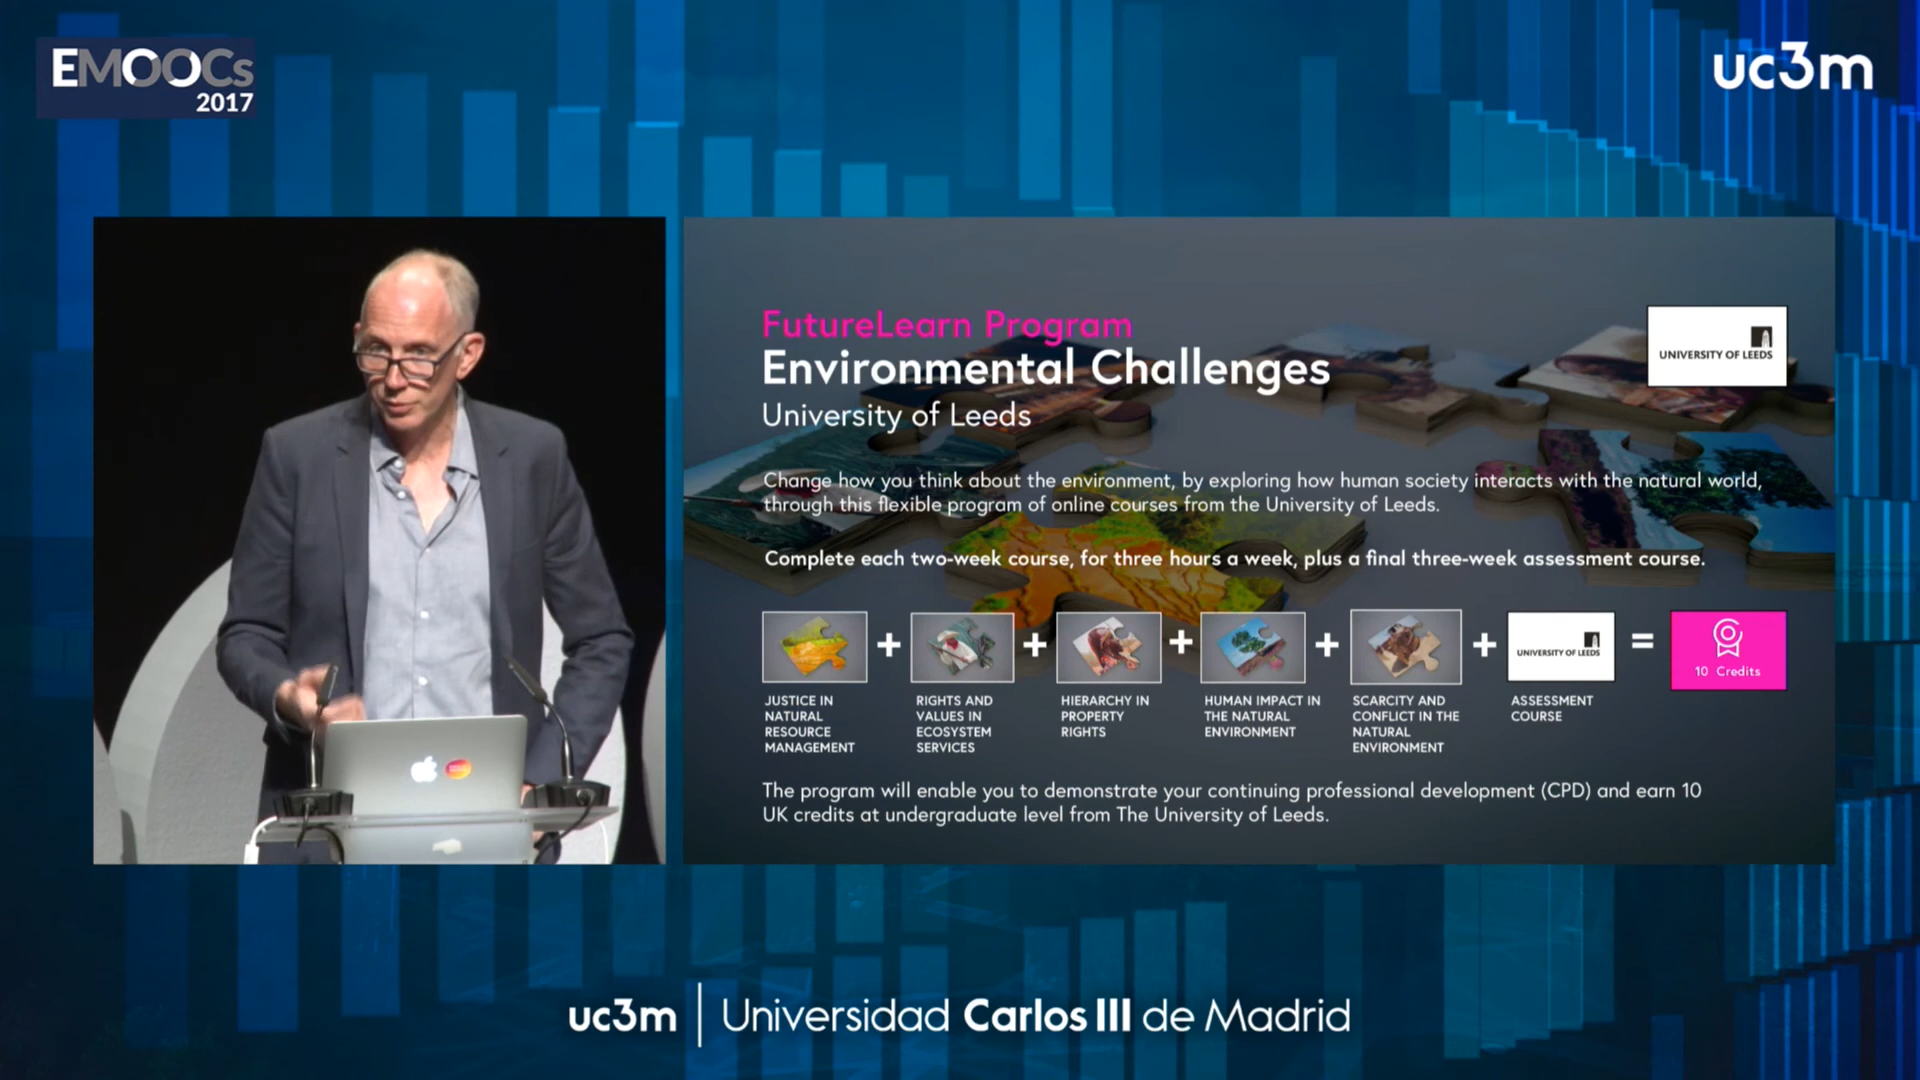 EMOOCs
2017
uc3m
FutureLearn Program
Environmental Challenges
University of Leeds
UNIVERSITY OF LEEDS
Change how you think about the environment, by exploring how human society interacts with the natural world,
through this flexible program of online courses from the University of Leeds.
Complete each two-week course, for three hours a week, plus a final three-week assessment course.
+ + + + + UNIVERSITY OF LEEDS = 10 Credits
JUSTICE IN
NATURAL
RESOURCE
MANAGEMENT
RIGHTS AND
VALUES IN
ECOSYSTEM
SERVICES
HIERARCHY IN
PROPERTY
RIGHTS
HUMAN IMPACT IN
THE NATURAL
ENVIRONMENT
SCARCITY AND
CONFLICT IN THE
NATURAL
ENVIRONMENT
ASSESSMENT
COURSE
The program will enable you to demonstrate your continuing professional development (CPD) and earn 10
UK credits at undergraduate level from The University of Leeds.
uc3m | Universidad Carlos III de Madrid